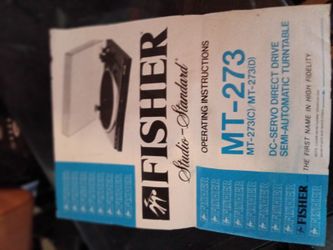 FISHER
Studio-Standard
OPERATING INSTRUCTIONS
MT-273
MT-273(C)/MT-273(D)
DC-SERVO DIRECT DRIVE
SEMI-AUTOMATIC TURNTABLE
THE FIRST NAME IN HIGH FIDELITY
FISHER